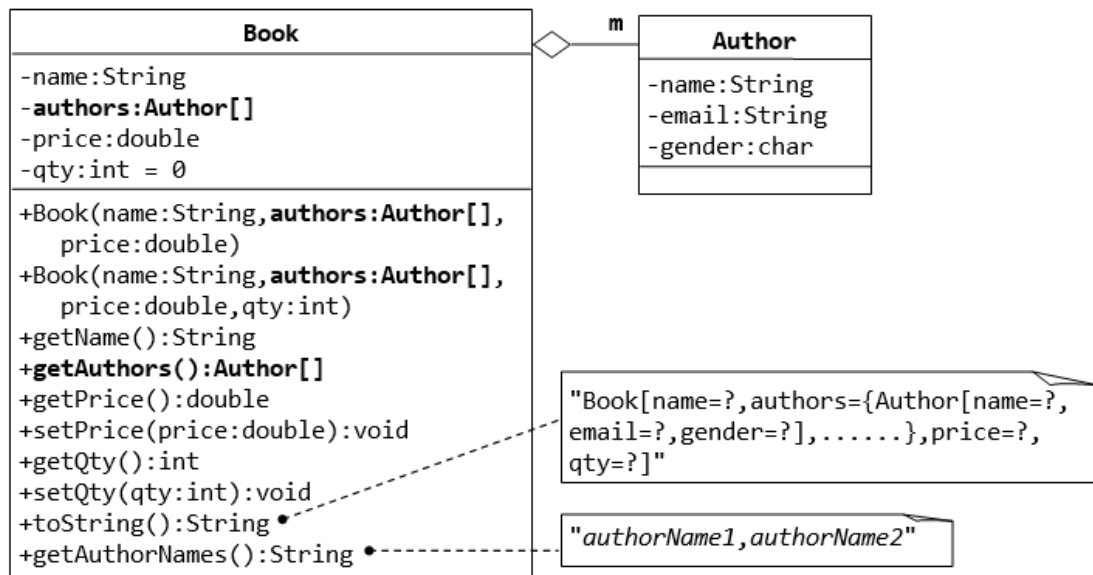 Book
-name:String
-authors:Author[]
-price:double
-qty:int = 0
+Book(name:String,authors:Author[],
price:double)
+Book(name:String,authors:Author[],
price:double,qty:int)
+getName():String
+getAuthors():Author[]
+getPrice():double
+setPrice(price:double):void
+getQty():int
+setQty(qty:int):void
+toString():String
+getAuthorNames():String
m
Author
-name:String
-email:String
-gender:char
"Book[name=?,authors={Author[name=?,
email=?,gender=?],......},price=?,
qty=?]"
"authorName1,authorName2"